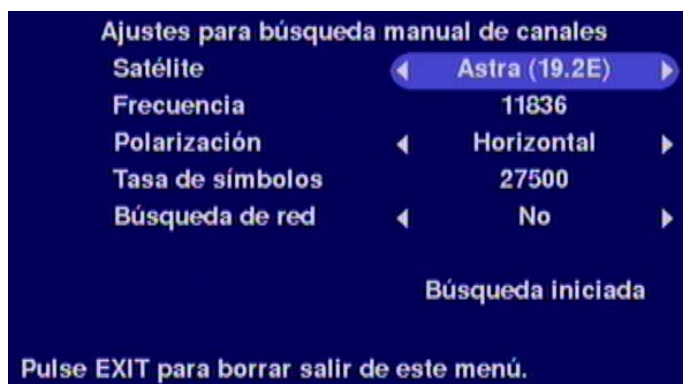 Ajustes para búsqueda manual de canales
Satélite Astra (19.2E)
Frecuencia 11836
Polarización Horizontal
Tasa de símbolos 27500
Búsqueda de red No
Búsqueda iniciada
Pulse EXIT para borrar salir de este menú.